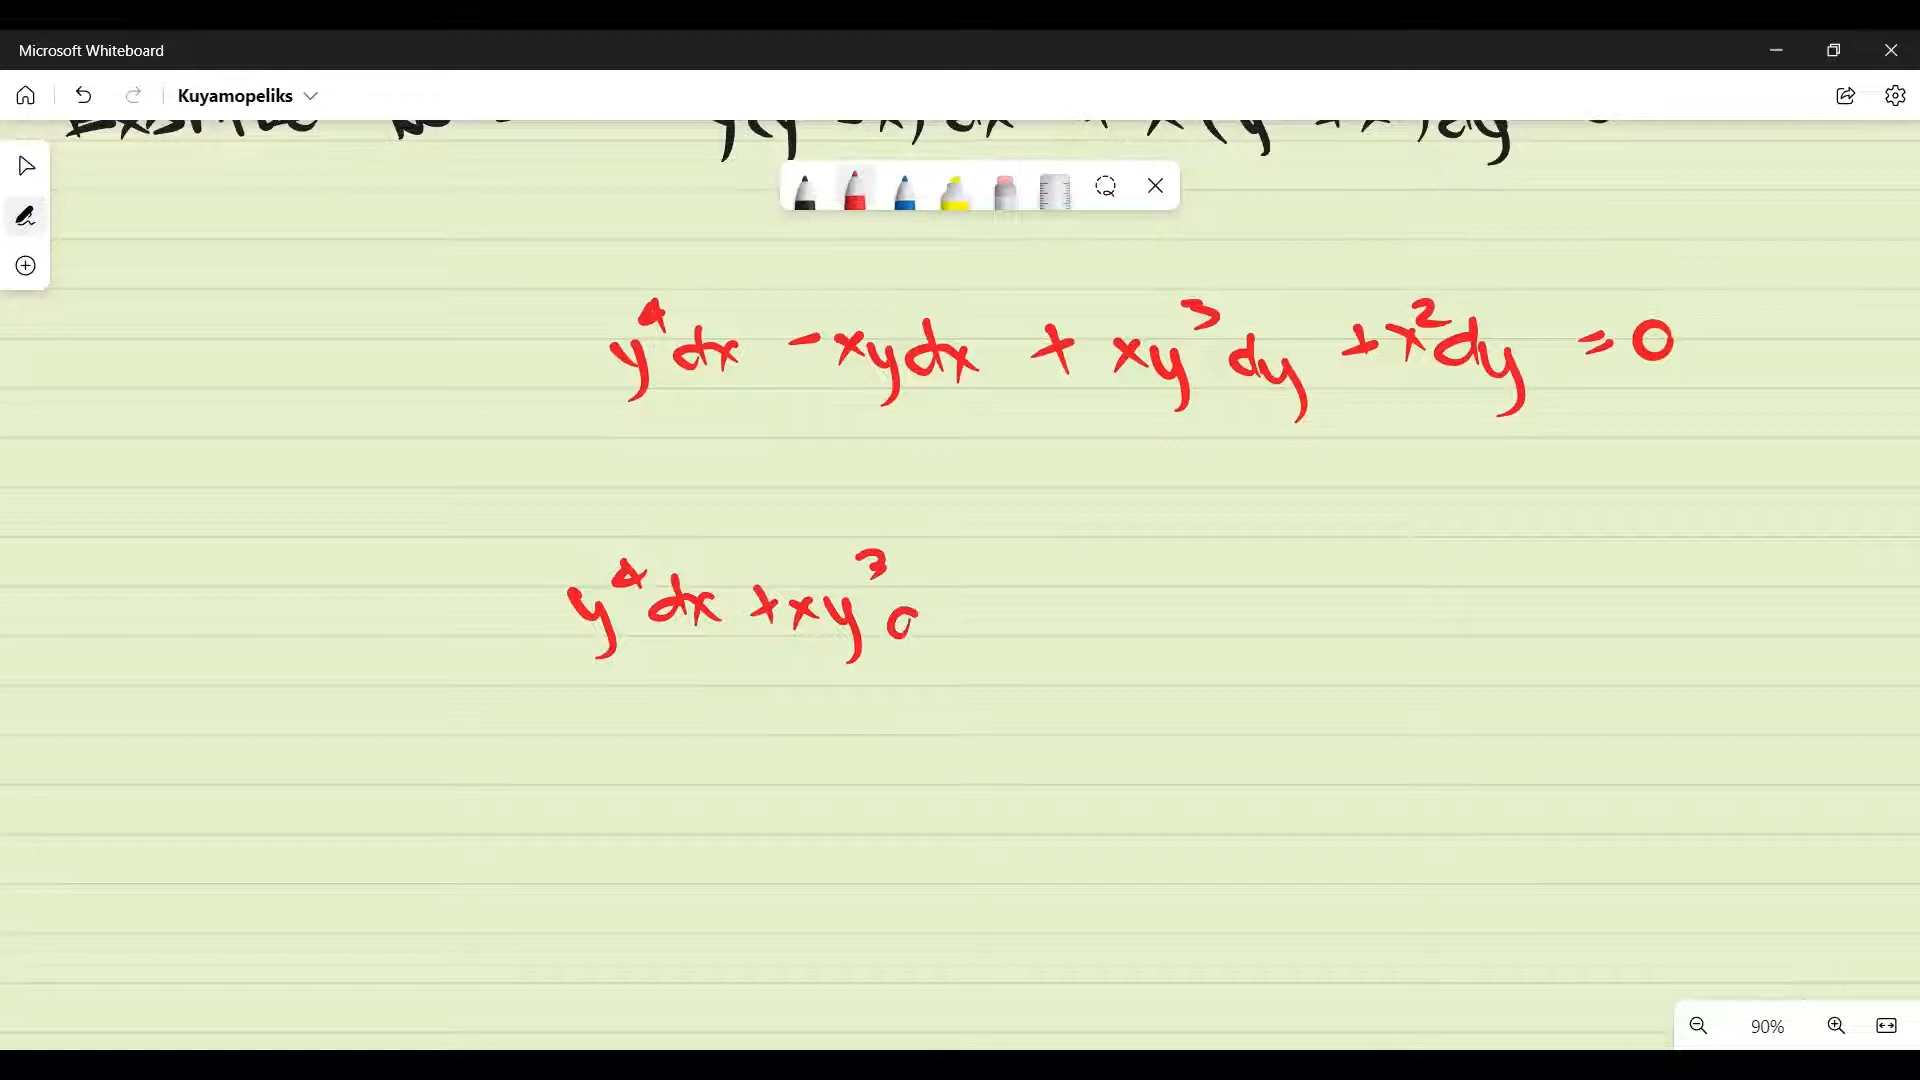 Microsoft Whiteboard
Kuyamopeliks
y⁴dx - xydx + xy³dy + x²dy = 0
y⁴dx + xy³
90%